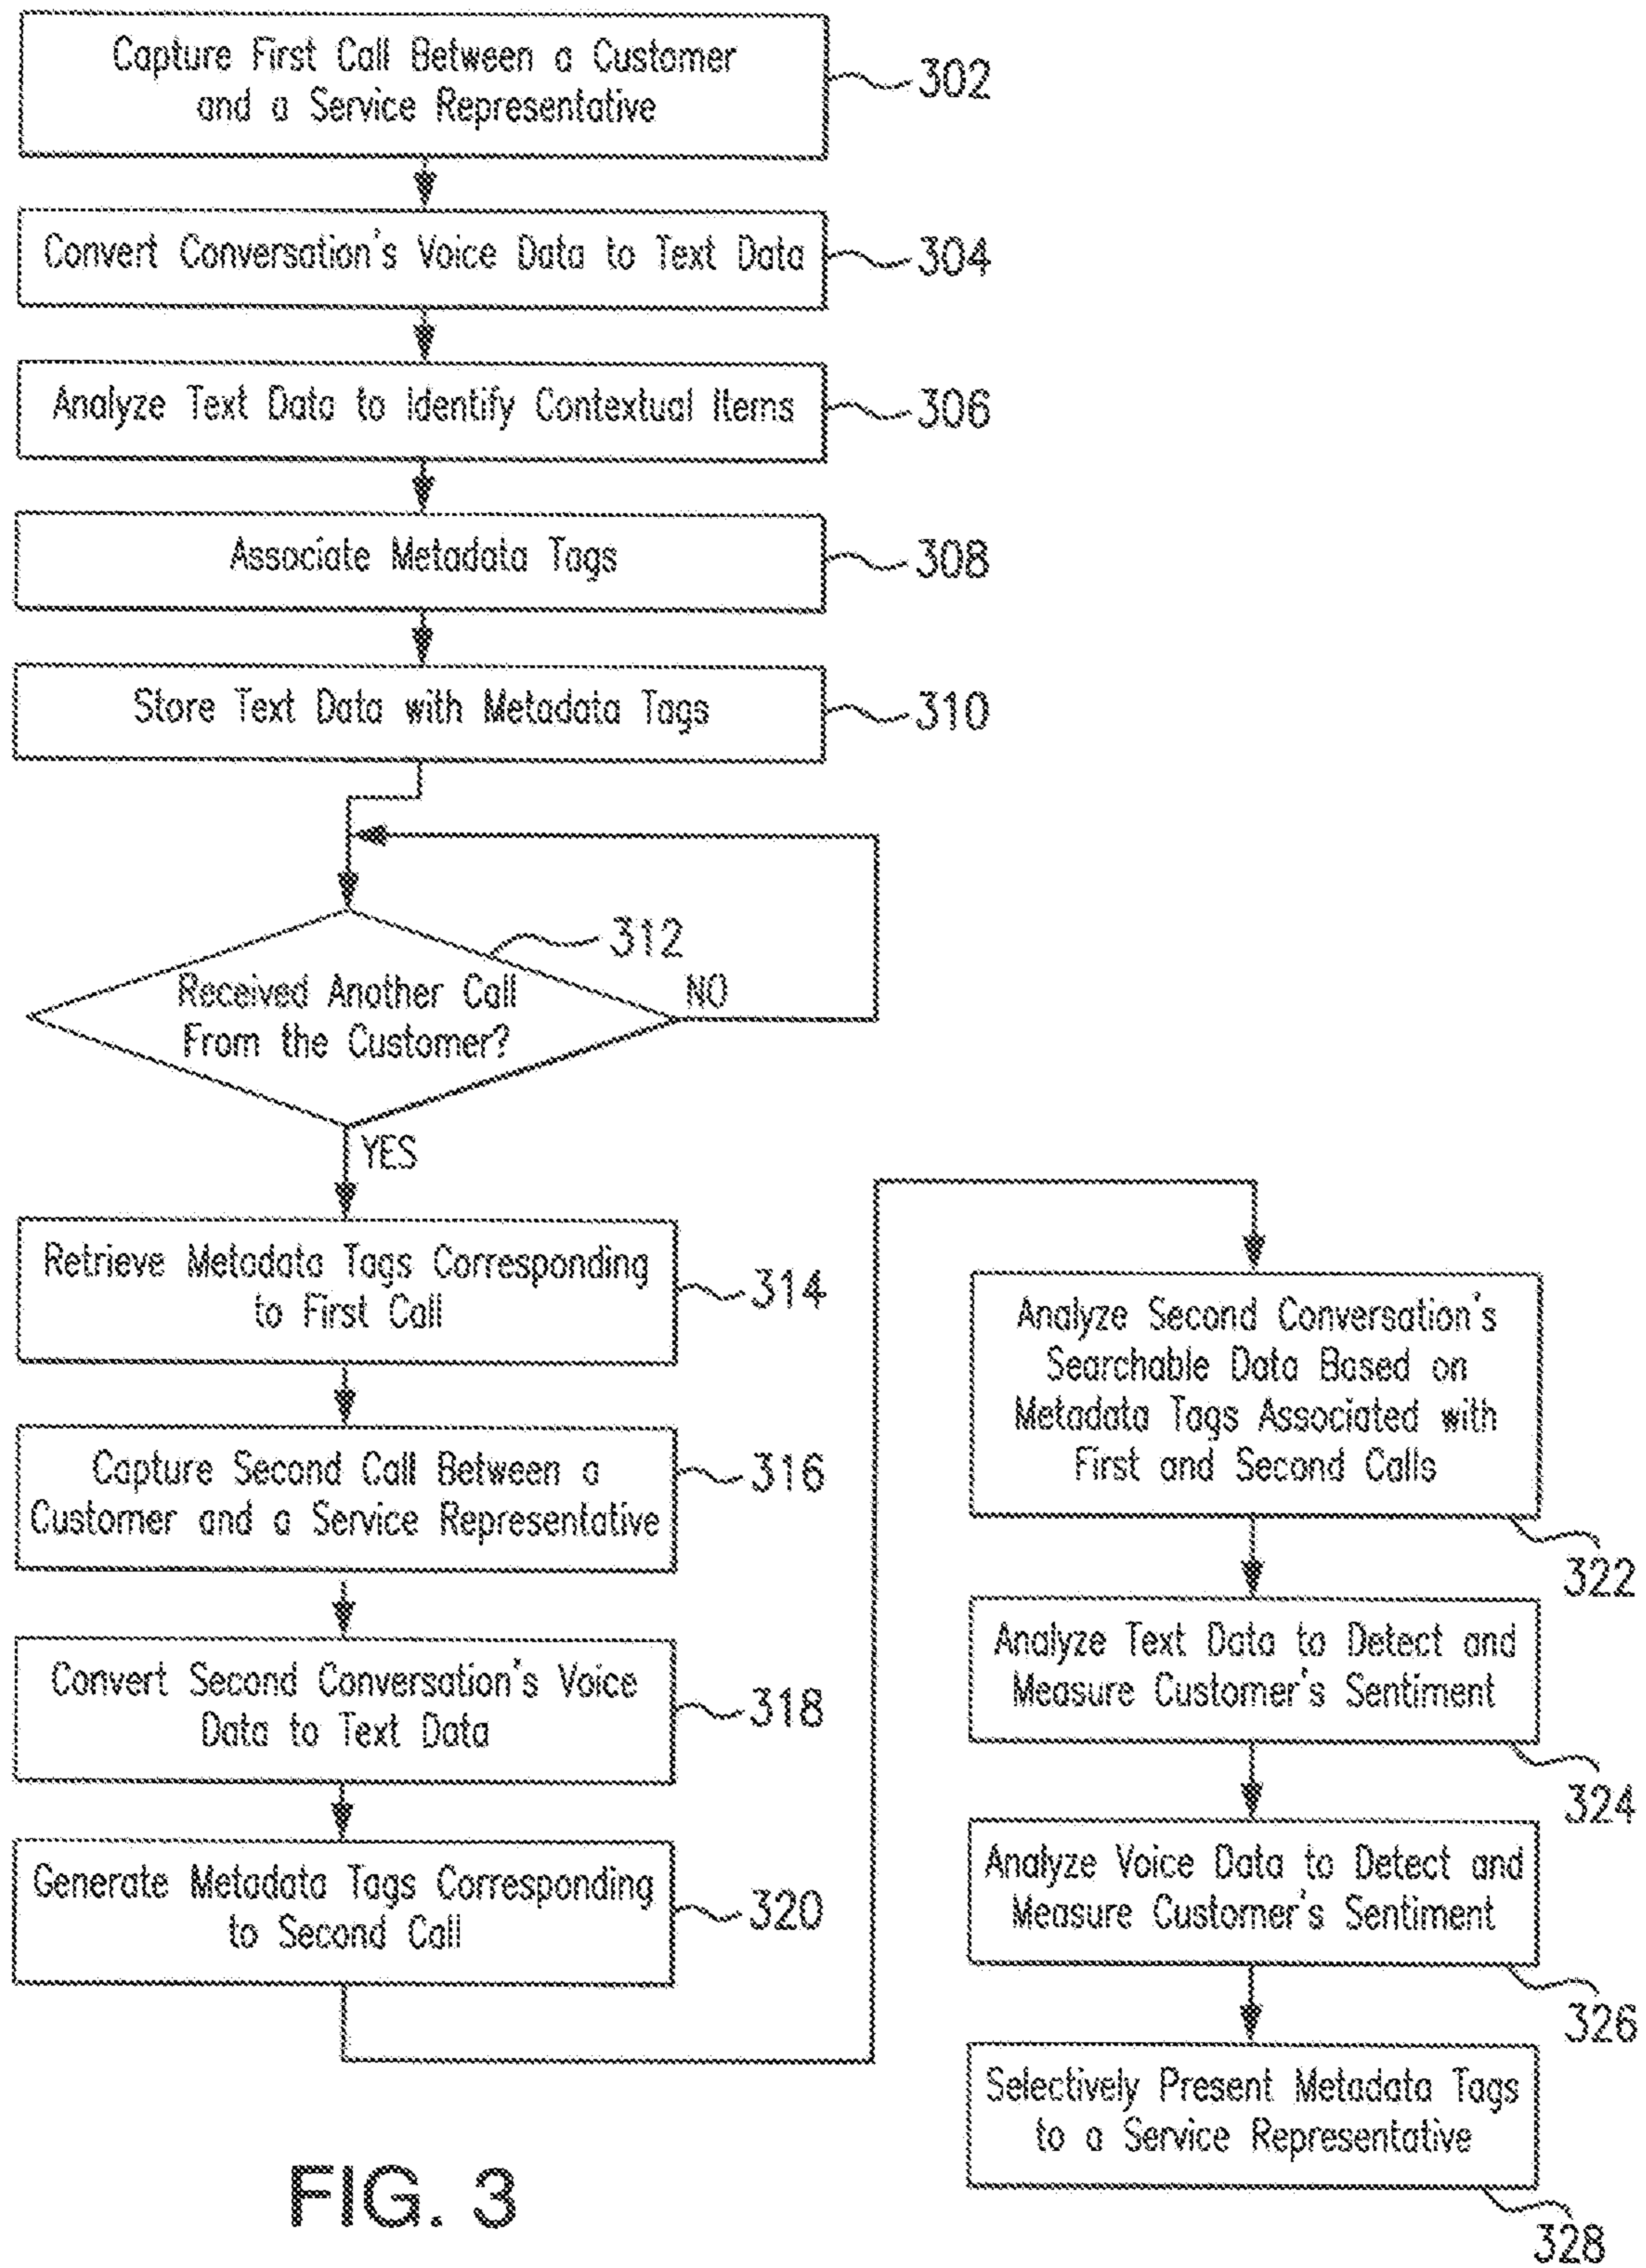 Capture First Call Between a Customer
and a Service Representative
302
Convert Conversation's Voice Data to Text Data
304
Analyze Text Data to Identify Contextual Items
306
Associate Metadata Tags
308
Store Text Data with Metadata Tags
310
312
Received Another Call
From the Customer?
NO
YES
Retrieve Metadata Tags Corresponding
to First Call
314
Capture Second Call Between a
Customer and a Service Representative
316
Convert Second Conversation's Voice
Data to Text Data
318
Generate Metadata Tags Corresponding
to Second Call
320
Analyze Second Conversation's
Searchable Data Based on
Metadata Tags Associated with
First and Second Calls
322
Analyze Text Data to Detect and
Measure Customer's Sentiment
324
Analyze Voice Data to Detect and
Measure Customer's Sentiment
326
Selectively Present Metadata Tags
to a Service Representative
328
FIG. 3